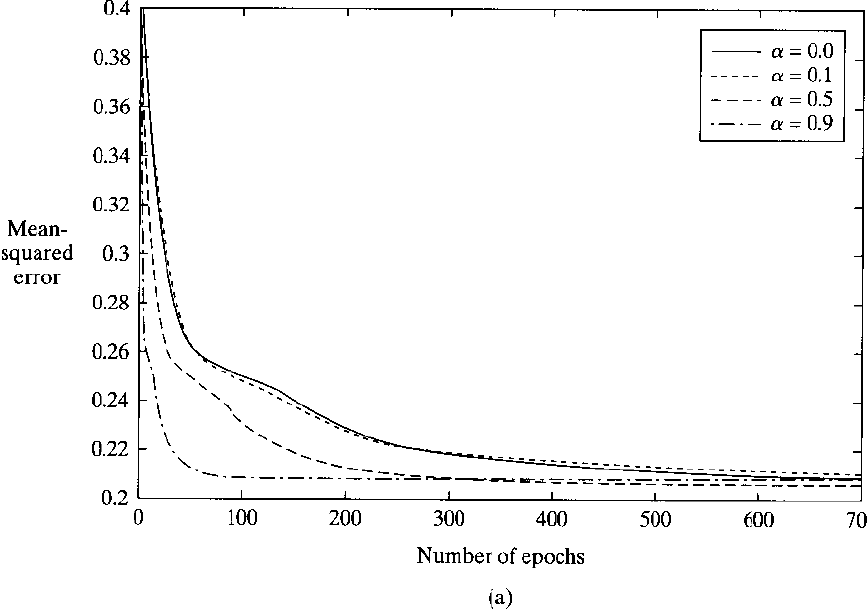 0.4
0.38
0.36
0.34
0.32
0.3
0.28
0.26
0.24
0.22
0.2
Mean-
squared
error
α = 0.0
α = 0.1
α = 0.5
α = 0.9
0 100 200 300 400 500 600 70
Number of epochs
(a)